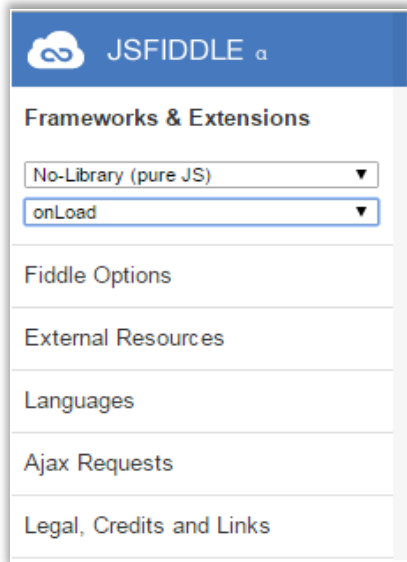 JSFIDDLE α
Frameworks & Extensions
No-Library (pure JS)
onLoad
Fiddle Options
External Resources
Languages
Ajax Requests
Legal, Credits and Links